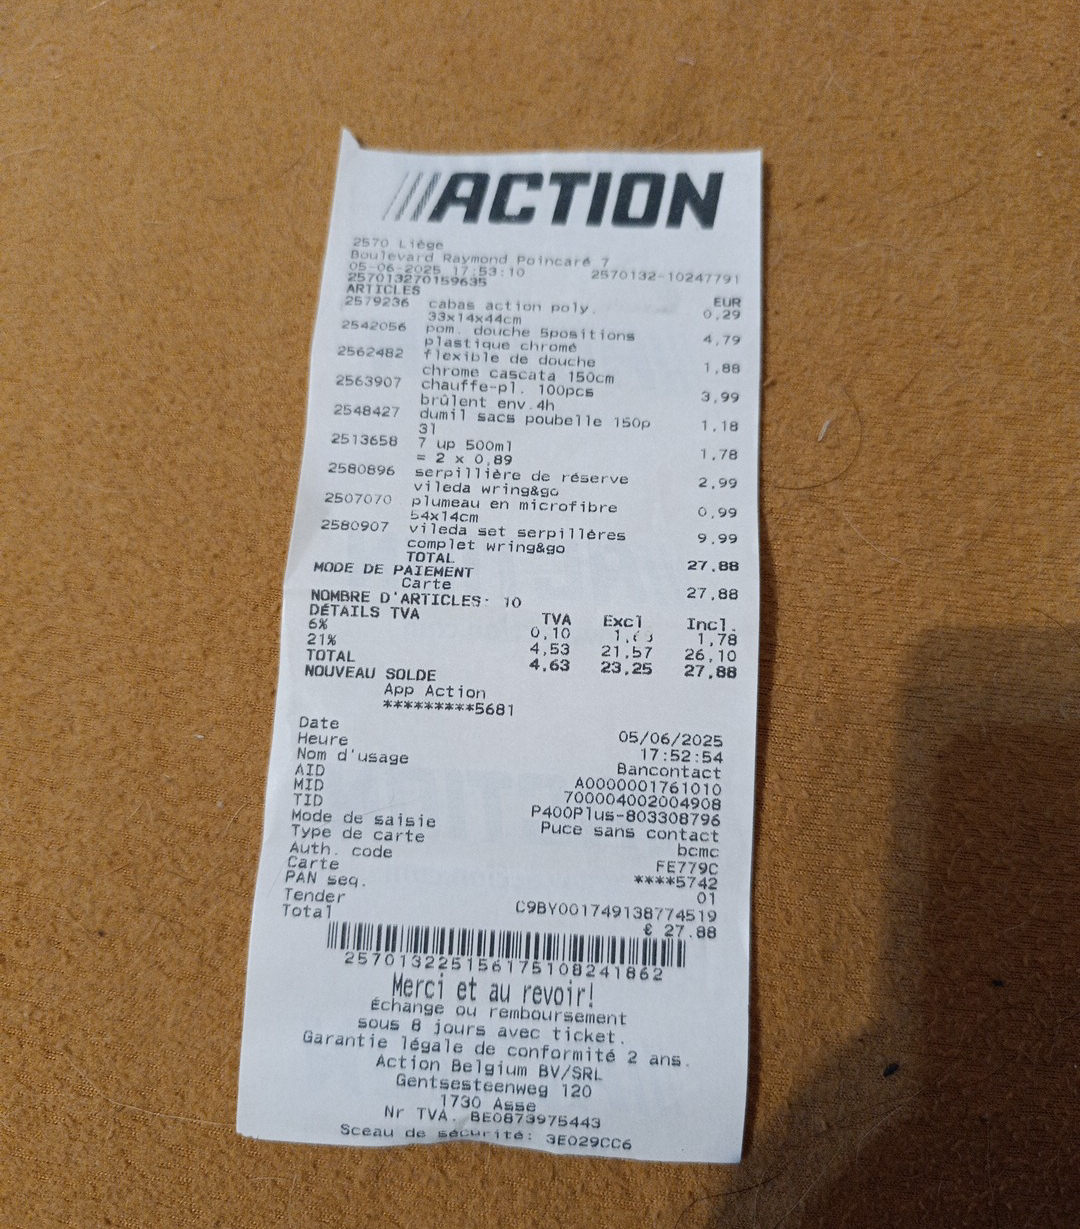 ///ACTION
2570 Liège
Boulevard Raymond Poincaré 7
05-06-2025 17:53:10 2570132-10247791
257013270159635
ARTICLES EUR
2579236 cabas action poly. 0,29
33x14x44cm
2542056 pom. douche 5positions 4,79
plastique chromé
2562482 flexible de douche 1,88
chrome cascata 150cm
2563907 chauffe-pl. 100pcs 3,99
brûlent env.4h
2548427 dumil sacs poubelle 150p 1,18
3l
2513658 7 up 500ml 1,78
= 2 x 0,89
2580896 serpillière de réserve 2,99
vileda wring&go
2507070 plumeau en microfibre 0,99
54x14cm
2580907 vileda set serpillères 9,99
complet wring&go
TOTAL 27,88
MODE DE PAIEMENT
Carte 27,88
NOMBRE D'ARTICLES: 10
DÉTAILS TVA TVA Excl. Incl.
6% 0,10 1,78
21% 4,53 21,57 26,10
TOTAL 4,63 23,25 27,88
NOUVEAU SOLDE
App Action
*********5681
Date 05/06/2025
Heure 17:52:54
Nom d'usage Bancontact
AID A0000001761010
MID 700004002004908
TID P400Plus-803308796
Mode de saisie Puce sans contact
Type de carte bcmc
Auth. code FE779C
Carte ****5742
PAN seq. 01
Tender C9BY001749138774519
Total € 27.88
257013225156175108241862
Merci et au revoir!
Échange ou remboursement
sous 8 jours avec ticket.
Garantie légale de conformité 2 ans.
Action Belgium BV/SRL
Gentsesteenweg 120
1730 Asse
Nr TVA. BE0873975443
Sceau de sécurité: 3E029CC6